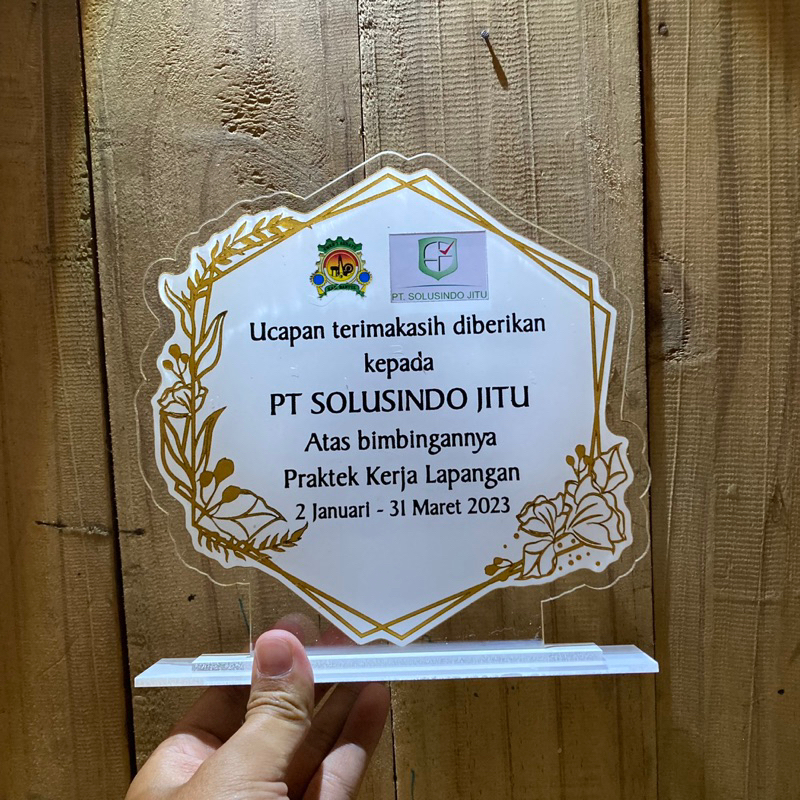 PT. SOLUSINDO JITU
Ucapan terimakasih diberikan
kepada
PT SOLUSINDO JITU
Atas bimbingannya
Praktek Kerja Lapangan
2 Januari - 31 Maret 2023